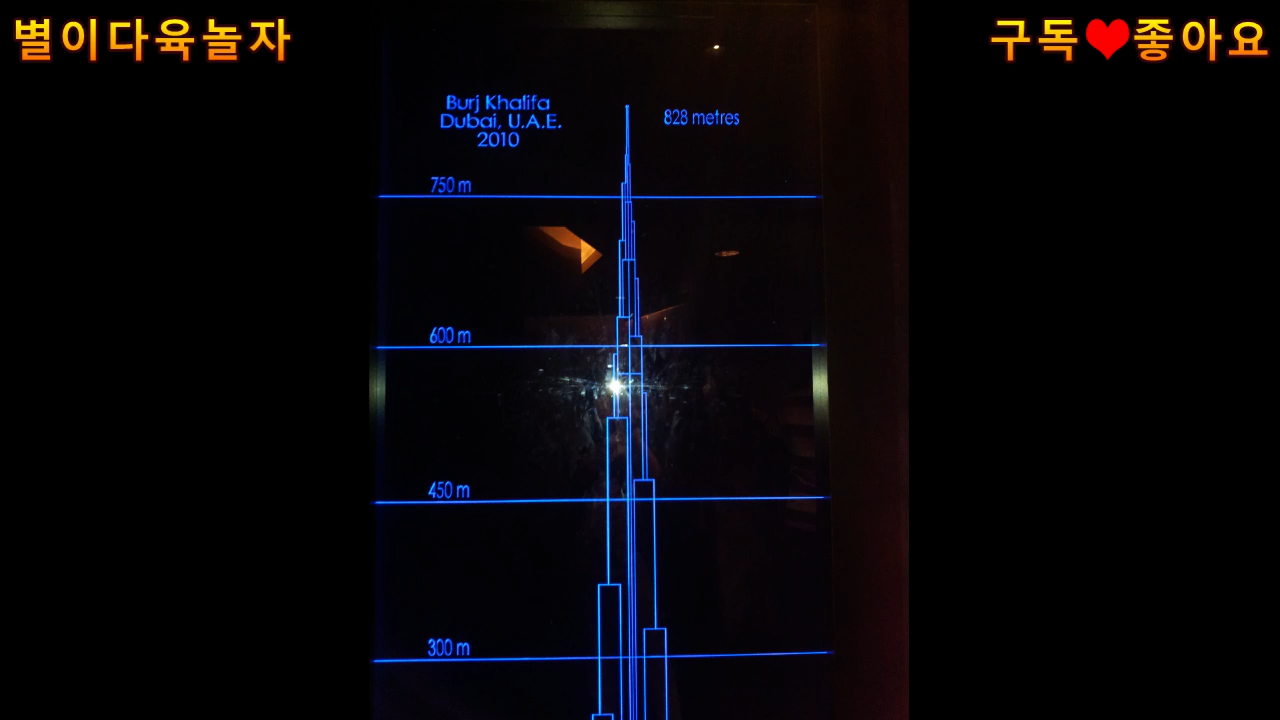 별이다육놀자
구독❤좋아요
Burj Khalifa
Dubai, U.A.E.
2010
828 metres
750 m
600 m
450 m
300 m